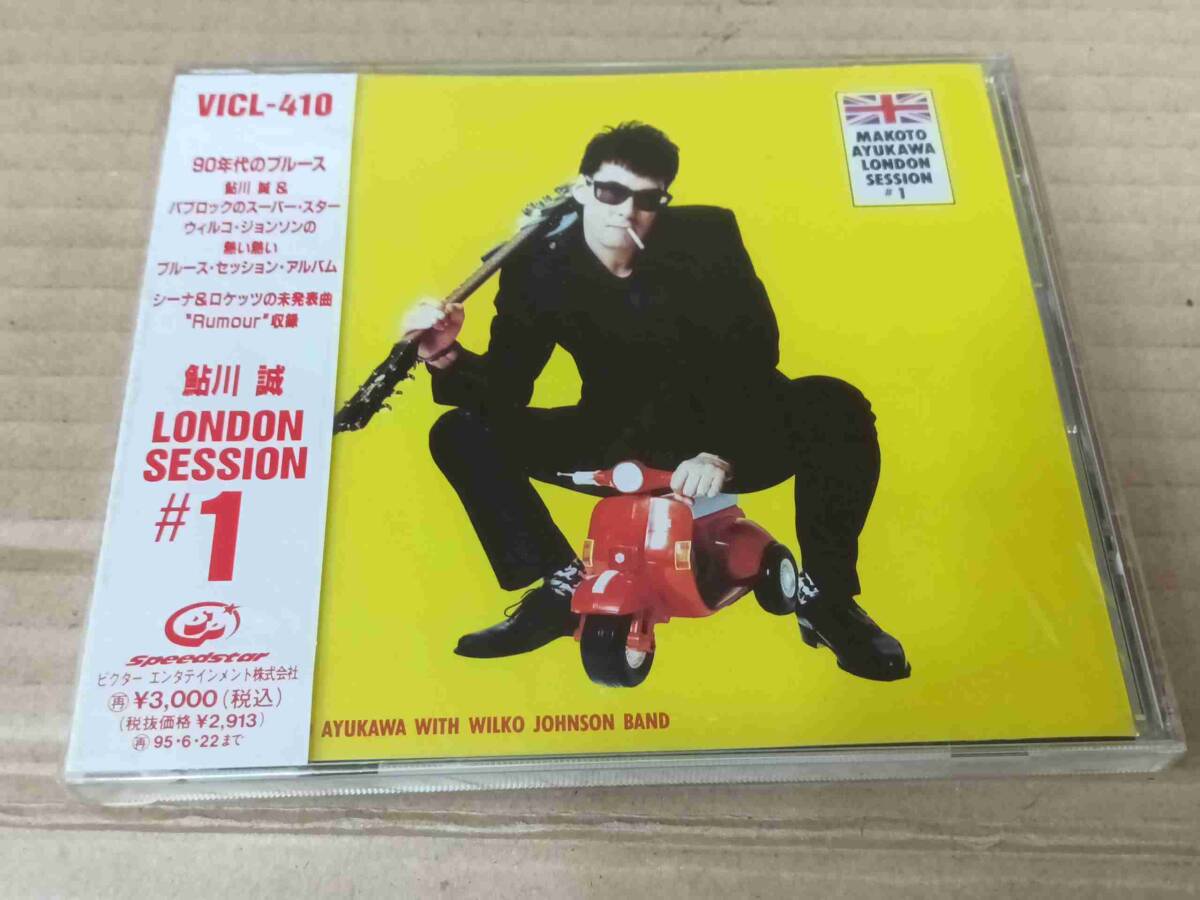 VICL-410
90年代のブルース
鮎川 誠 &
パブロックのスーパー・スター
ウィルコ・ジョンソンの
熱い熱い
ブルース・セッション・アルバム
シーナ&ロケッツの未発表曲
"Rumour"収録
鮎川 誠
LONDON
SESSION
#1
Speedstar
ビクター エンタテインメント株式会社
再 ¥3,000 (税込)
(税抜価格¥2,913)
再 95・6・22まで
MAKOTO
AYUKAWA
LONDON
SESSION
#1
AYUKAWA WITH WILKO JOHNSON BAND